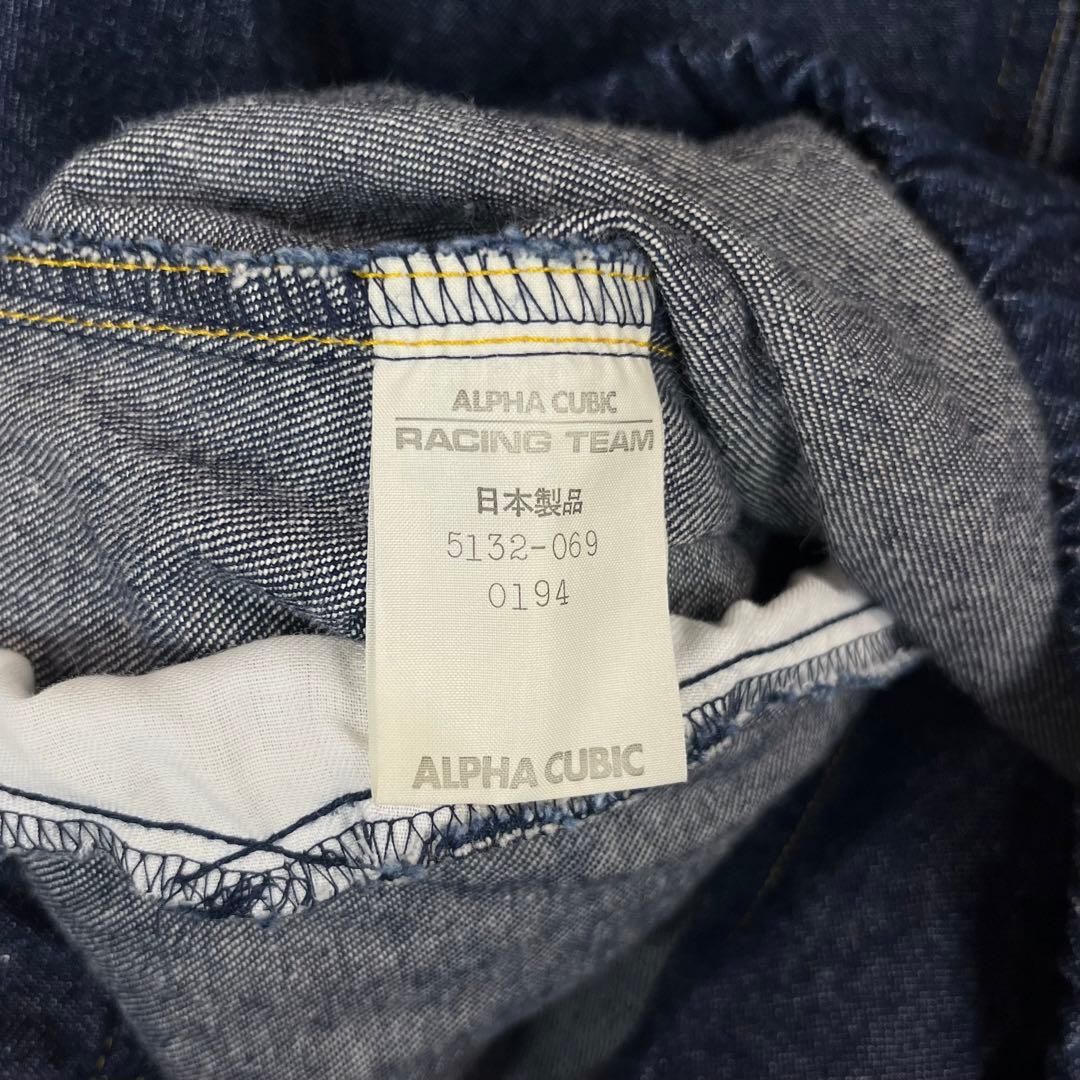 ALPHA CUBIC
RACING TEAM
日本製品
5132-069
0194
ALPHA CUBIC